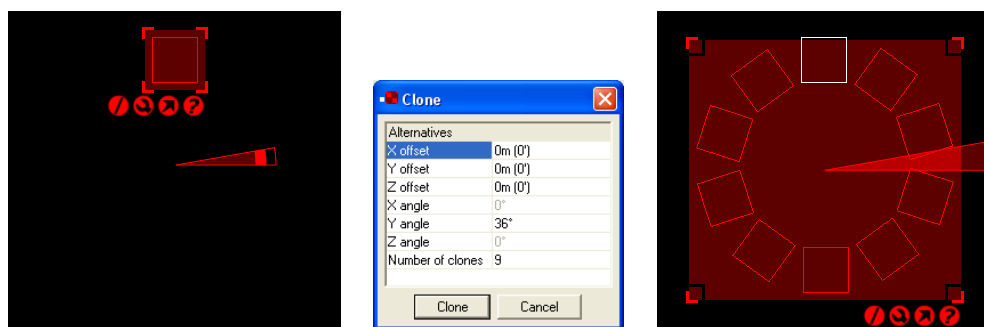 Clone
Alternatives
X offset 0m (0')
Y offset 0m (0')
Z offset 0m (0')
X angle 0°
Y angle 36°
Z angle 0°
Number of clones 9
Clone Cancel
? ?